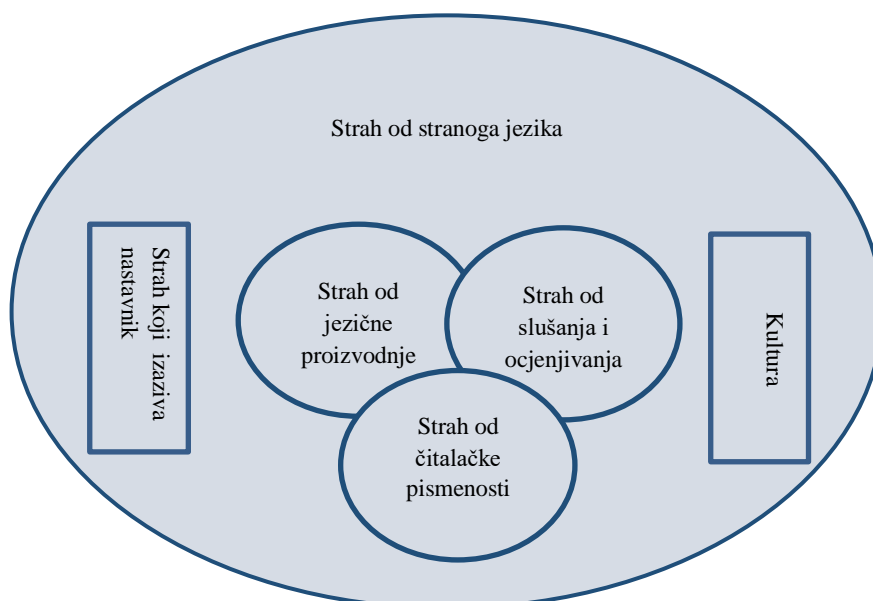 Strah od stranoga jezika
Strah koji izaziva
nastavnik
Strah od
jezične
proizvodnje
Strah od
slušanja i
ocjenjivanja
Kultura
Strah od
čitalačke
pismenosti